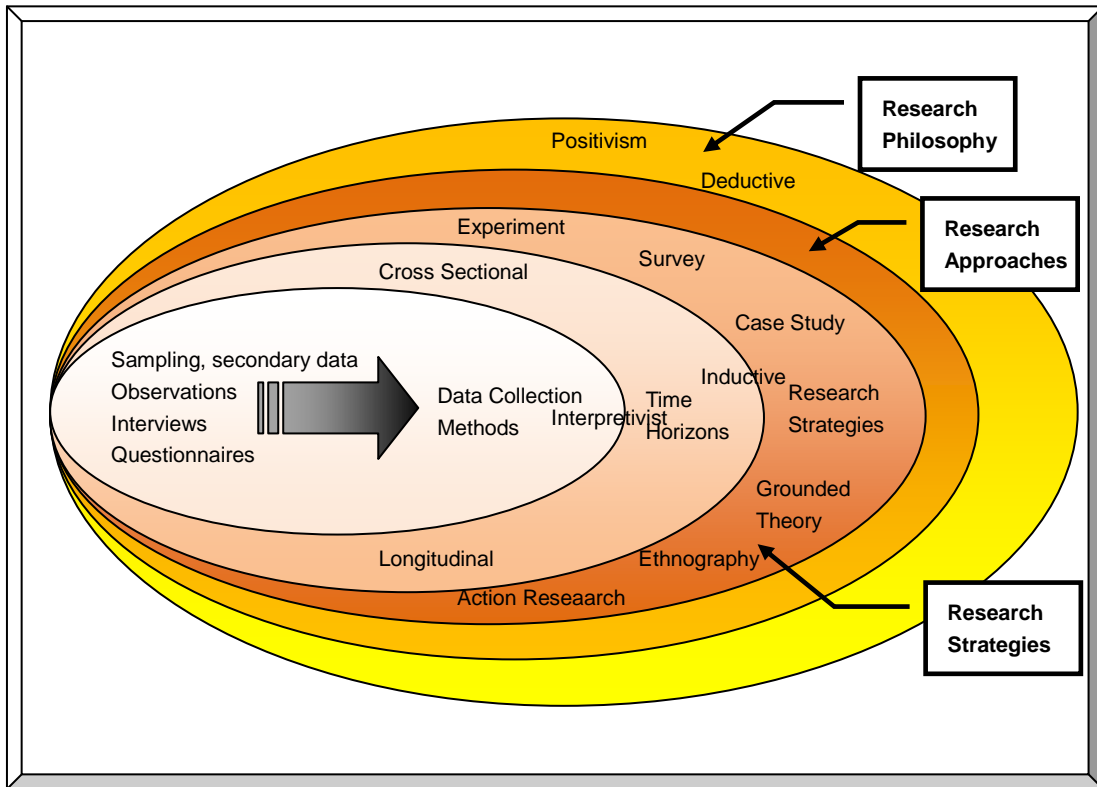 Research
Philosophy
Positivism
Deductive
Research
Approaches
Experiment
Survey
Cross Sectional
Case Study
Sampling, secondary data
Observations
Interviews
Questionnaires
Data Collection
Methods
Interpretivist
Time
Horizons
Inductive
Research
Strategies
Grounded
Theory
Longitudinal
Ethnography
Action Reseaarch
Research
Strategies